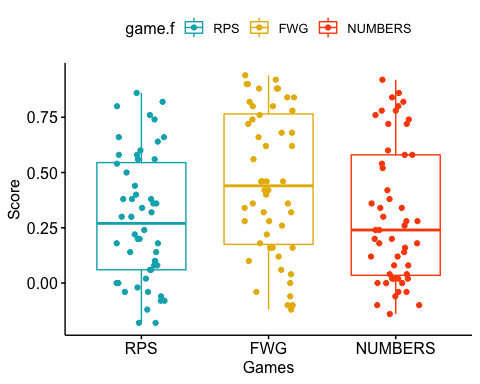 game.f RPS FWG NUMBERS
0.75
0.50
0.25
0.00
Score
RPS FWG NUMBERS
Games